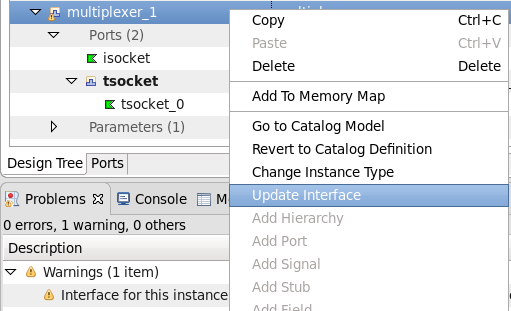 multiplexer_1
Ports (2)
isocket
tsocket
tsocket_0
Parameters (1)
Design Tree Ports
Copy Ctrl+C
Paste Ctrl+V
Delete Delete
Add To Memory Map
Go to Catalog Model
Revert to Catalog Definition
Change Instance Type
Update Interface
Add Hierarchy
Add Port
Add Signal
Add Stub
Add Field
Problems Console M
0 errors, 1 warning, 0 others
Description
Warnings (1 item)
Interface for this instance